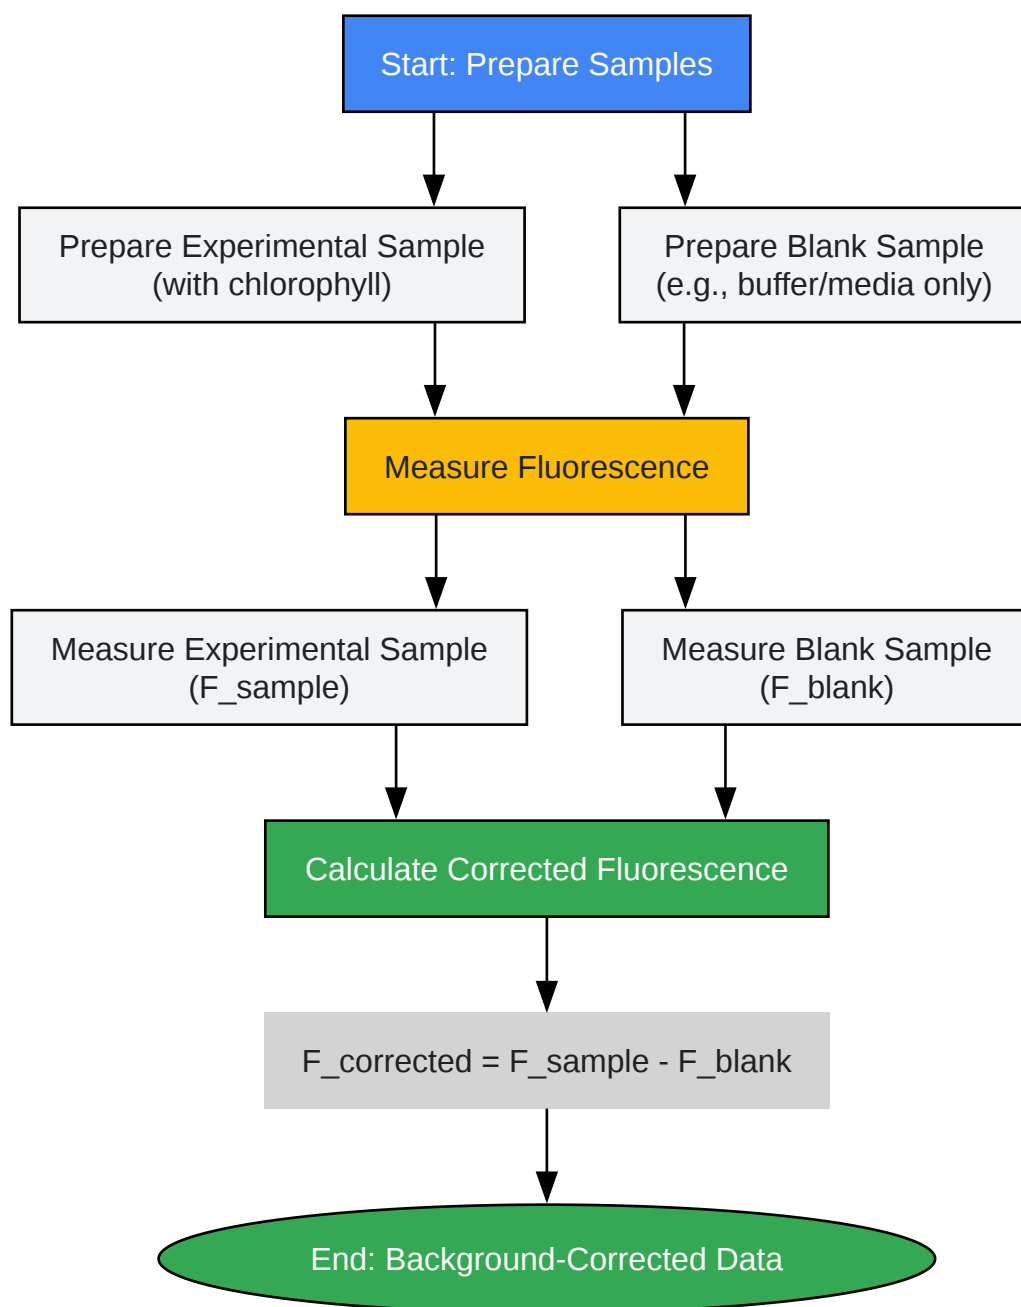 Start: Prepare Samples
Prepare Experimental Sample
(with chlorophyll)
Prepare Blank Sample
(e.g., buffer/media only)
Measure Fluorescence
Measure Experimental Sample
(F_sample)
Measure Blank Sample
(F_blank)
Calculate Corrected Fluorescence
F_corrected = F_sample - F_blank
End: Background-Corrected Data